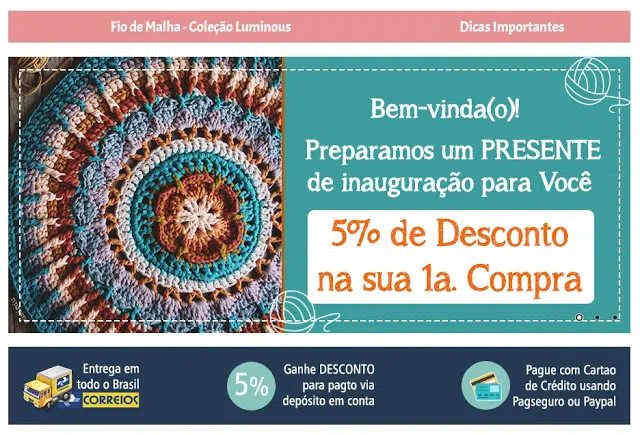 Fio de Malha - Coleção Luminous
Dicas Importantes
Bem-vinda(o)!
Preparamos um PRESENTE
de inauguração para Você
5% de Desconto
na sua 1a. Compra
Entrega em
todo o Brasil
CORREIOS
5%
Ganhe DESCONTO
para pagto via
depósito em conta
Pague com Cartao
de Crédito usando
Pagseguro ou Paypal